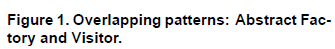 Figure 1. Overlapping patterns: Abstract Fac-
tory and Visitor.